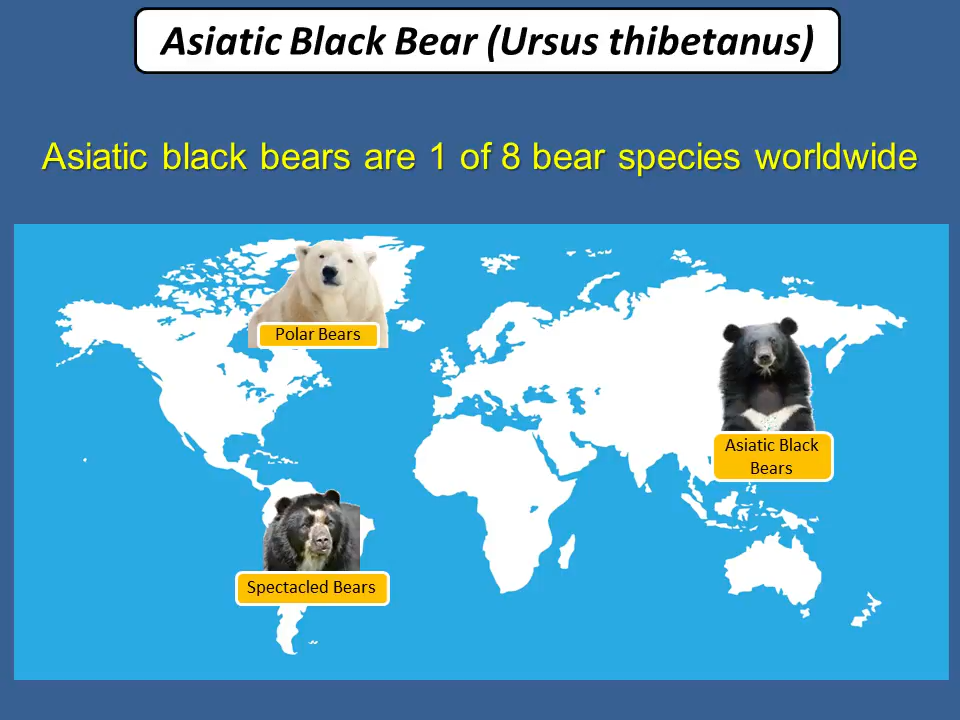 Asiatic Black Bear (Ursus thibetanus)
Asiatic black bears are 1 of 8 bear species worldwide
Polar Bears
Asiatic Black
Bears
Spectacled Bears